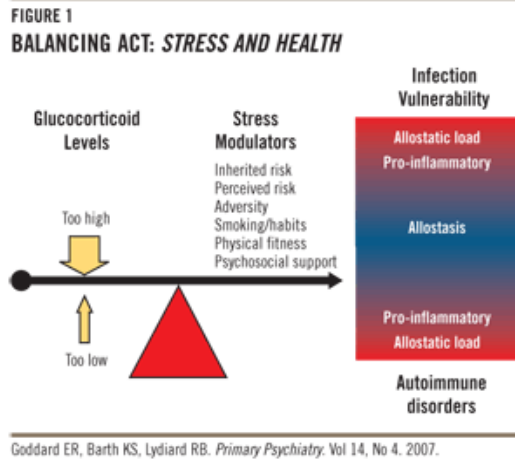 FIGURE 1
BALANCING ACT: STRESS AND HEALTH
Glucocorticoid
Levels
Too high
Too low
Stress
Modulators
Inherited risk
Perceived risk
Adversity
Smoking/habits
Physical fitness
Psychosocial support
Infection
Vulnerability
Allostatic load
Pro-inflammatory
Allostasis
Pro-inflammatory
Allostatic load
Autoimmune
disorders
Goddard ER, Barth KS, Lydiard RB. Primary Psychiatry. Vol 14, No 4. 2007.